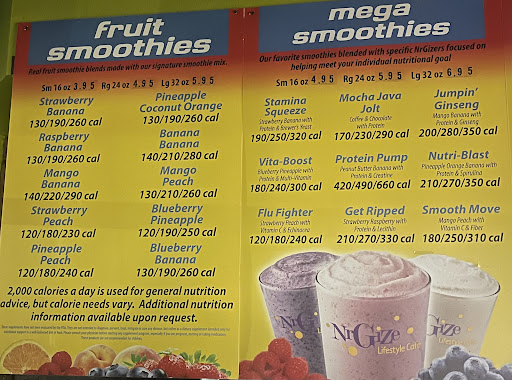 fruit
smoothies
Real fruit smoothie blends made with our signature smoothie mix.
Sm 16 oz 3.95 Rg 24 oz 4.95 Lg 32 oz 5.95
Strawberry
Banana
130/190/260 cal
Pineapple
Coconut Orange
130/190/260 cal
Raspberry
Banana
130/190/260 cal
Banana
Banana
140/210/280 cal
Mango
Banana
140/220/290 cal
Mango
Peach
130/210/260 cal
Strawberry
Peach
120/180/230 cal
Blueberry
Pineapple
120/190/250 cal
Pineapple
Peach
120/180/240 cal
Blueberry
Banana
130/190/260 cal
2,000 calories a day is used for general nutrition
advice, but calorie needs vary. Additional nutrition
information available upon request.
mega
smoothies
Our favorite smoothies blended with specific NrGizers focused on
helping meet your individual nutritional goal
Sm 16 oz 4.95 Rg 24 oz 5.95 Lg 32 oz 6.95
Stamina
Squeeze
Strawberry Banana with
Protein & Brewer's Yeast
190/250/320 cal
Mocha Java
Jolt
Coffee & Chocolate
with Protein
170/230/290 cal
Jumpin'
Ginseng
Mango Banana with
Protein & Ginseng
200/280/350 cal
Vita-Boost
Blueberry Pineapple with
Protein & Multi-Vitamin
180/240/300 cal
Protein Pump
Peanut Butter Banana with
Protein & Creatine
420/490/660 cal
Nutri-Blast
Pineapple Orange Banana with
Protein & Spirulina
210/270/350 cal
Flu Fighter
Strawberry Peach with
Vitamin C & Echinacea
120/180/240 cal
Get Ripped
Strawberry Raspberry with
Protein & Lecithin
210/270/330 cal
Smooth Move
Mango Peach with
Vitamin C & Fiber
180/250/310 cal
NrGize
Lifestyle Café